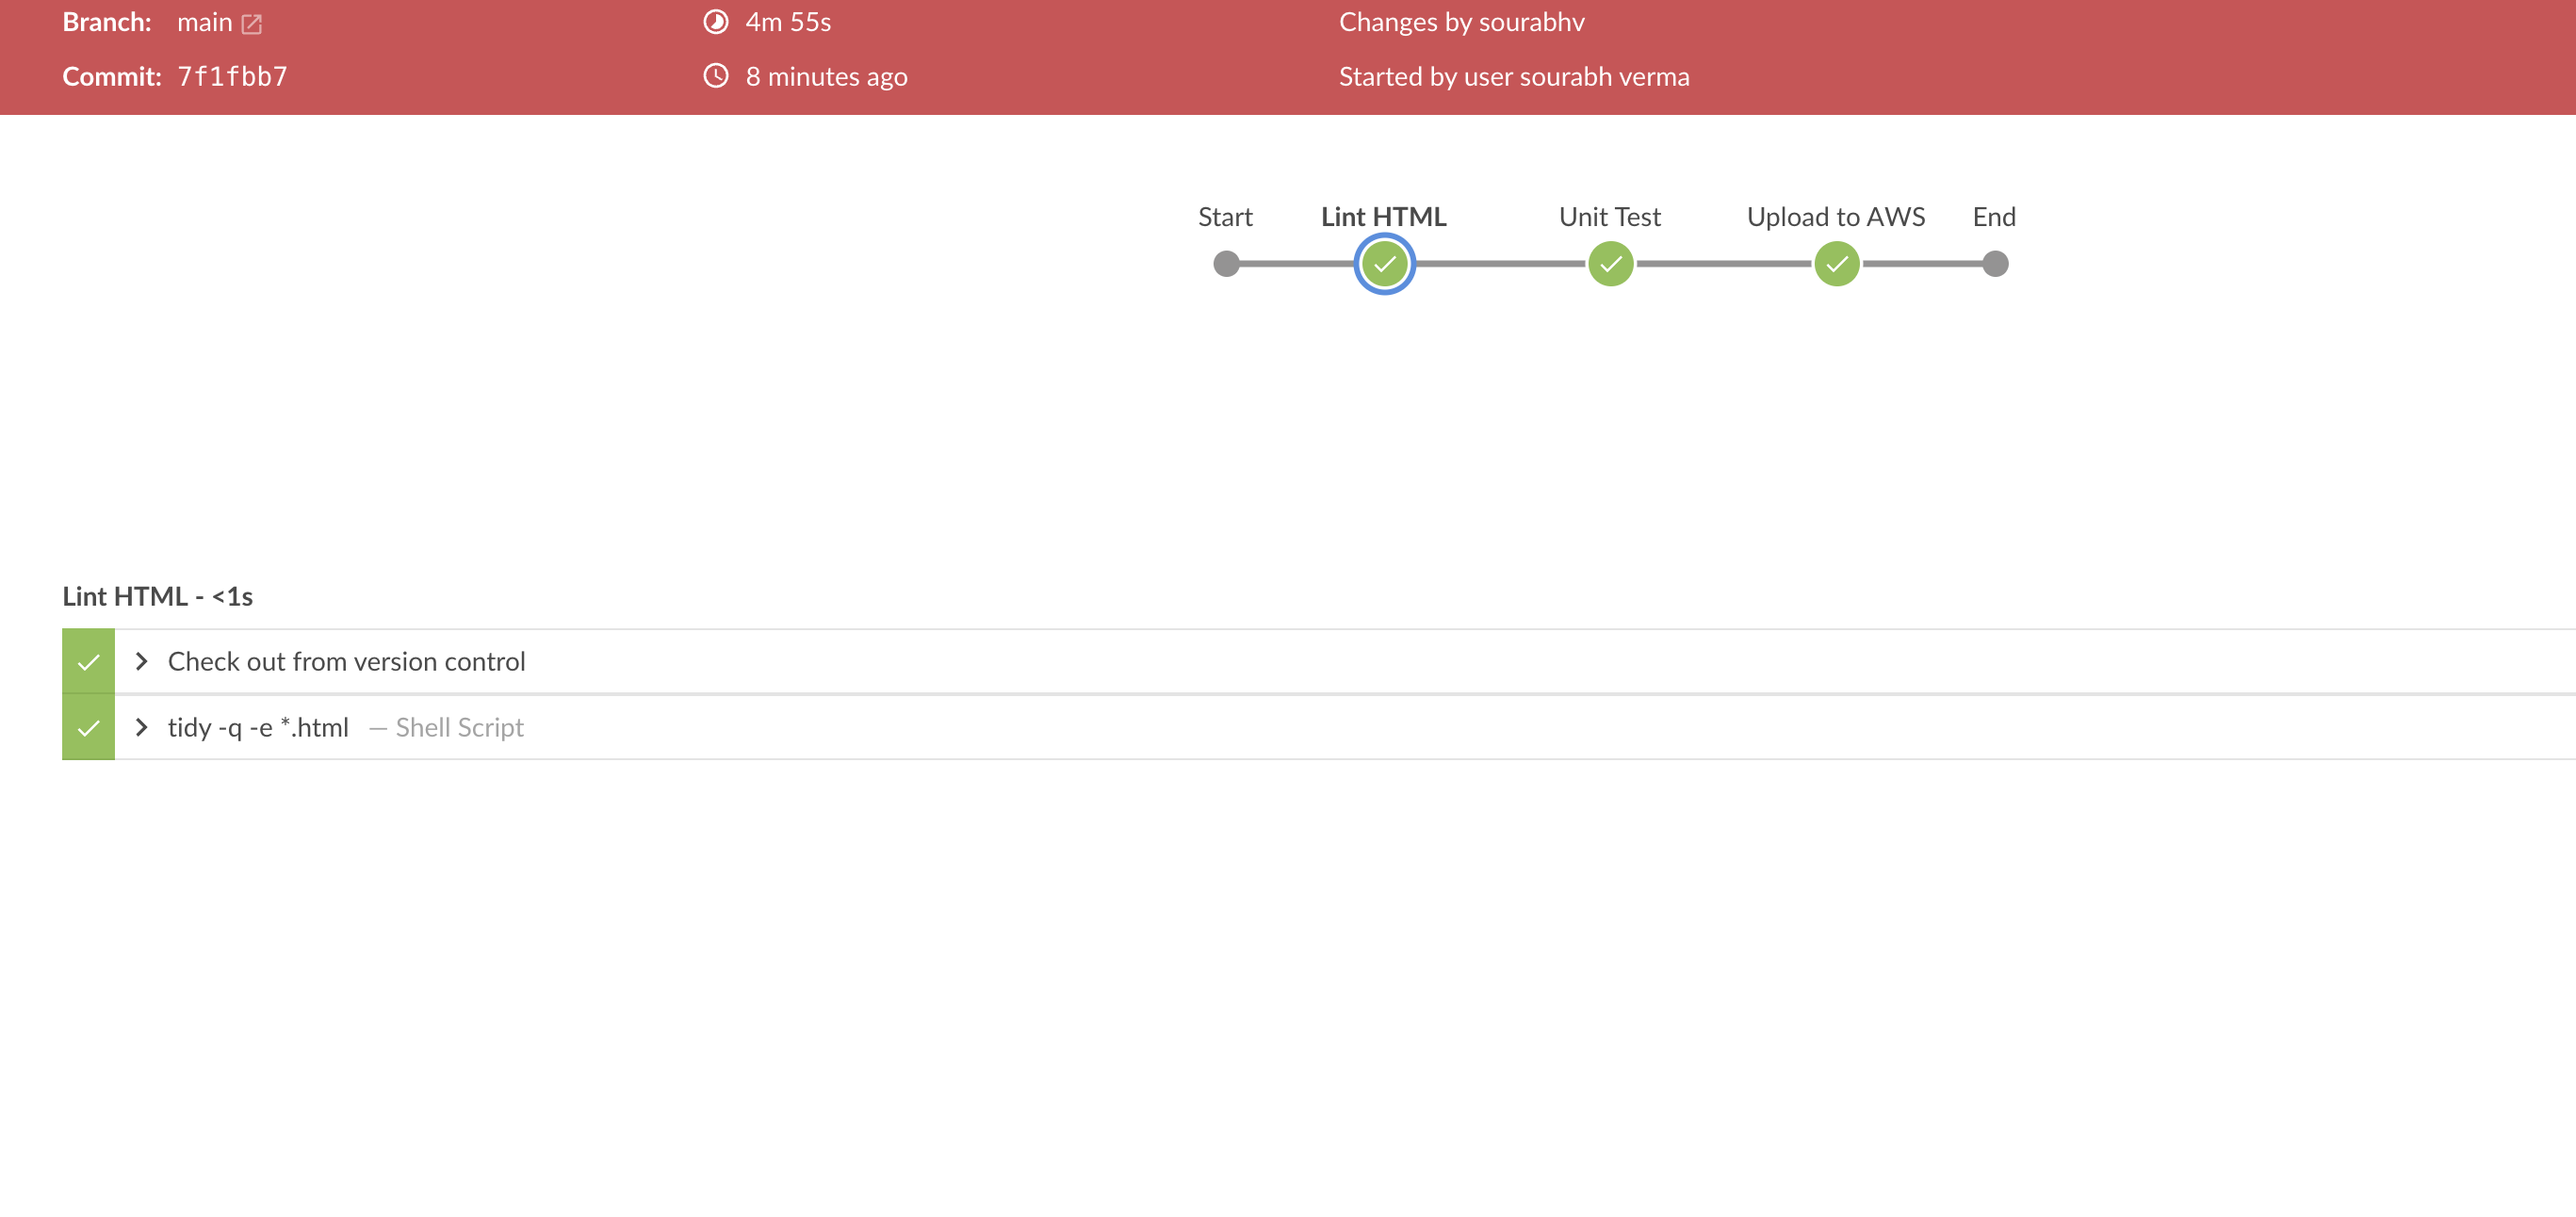 Branch: main
4m 55s
Changes by sourabhv
Commit: 7f1fbb7
8 minutes ago
Started by user sourabh verma
Start
Lint HTML
Unit Test
Upload to AWS
End
Lint HTML - <1s
Check out from version control
tidy -q -e *.html — Shell Script